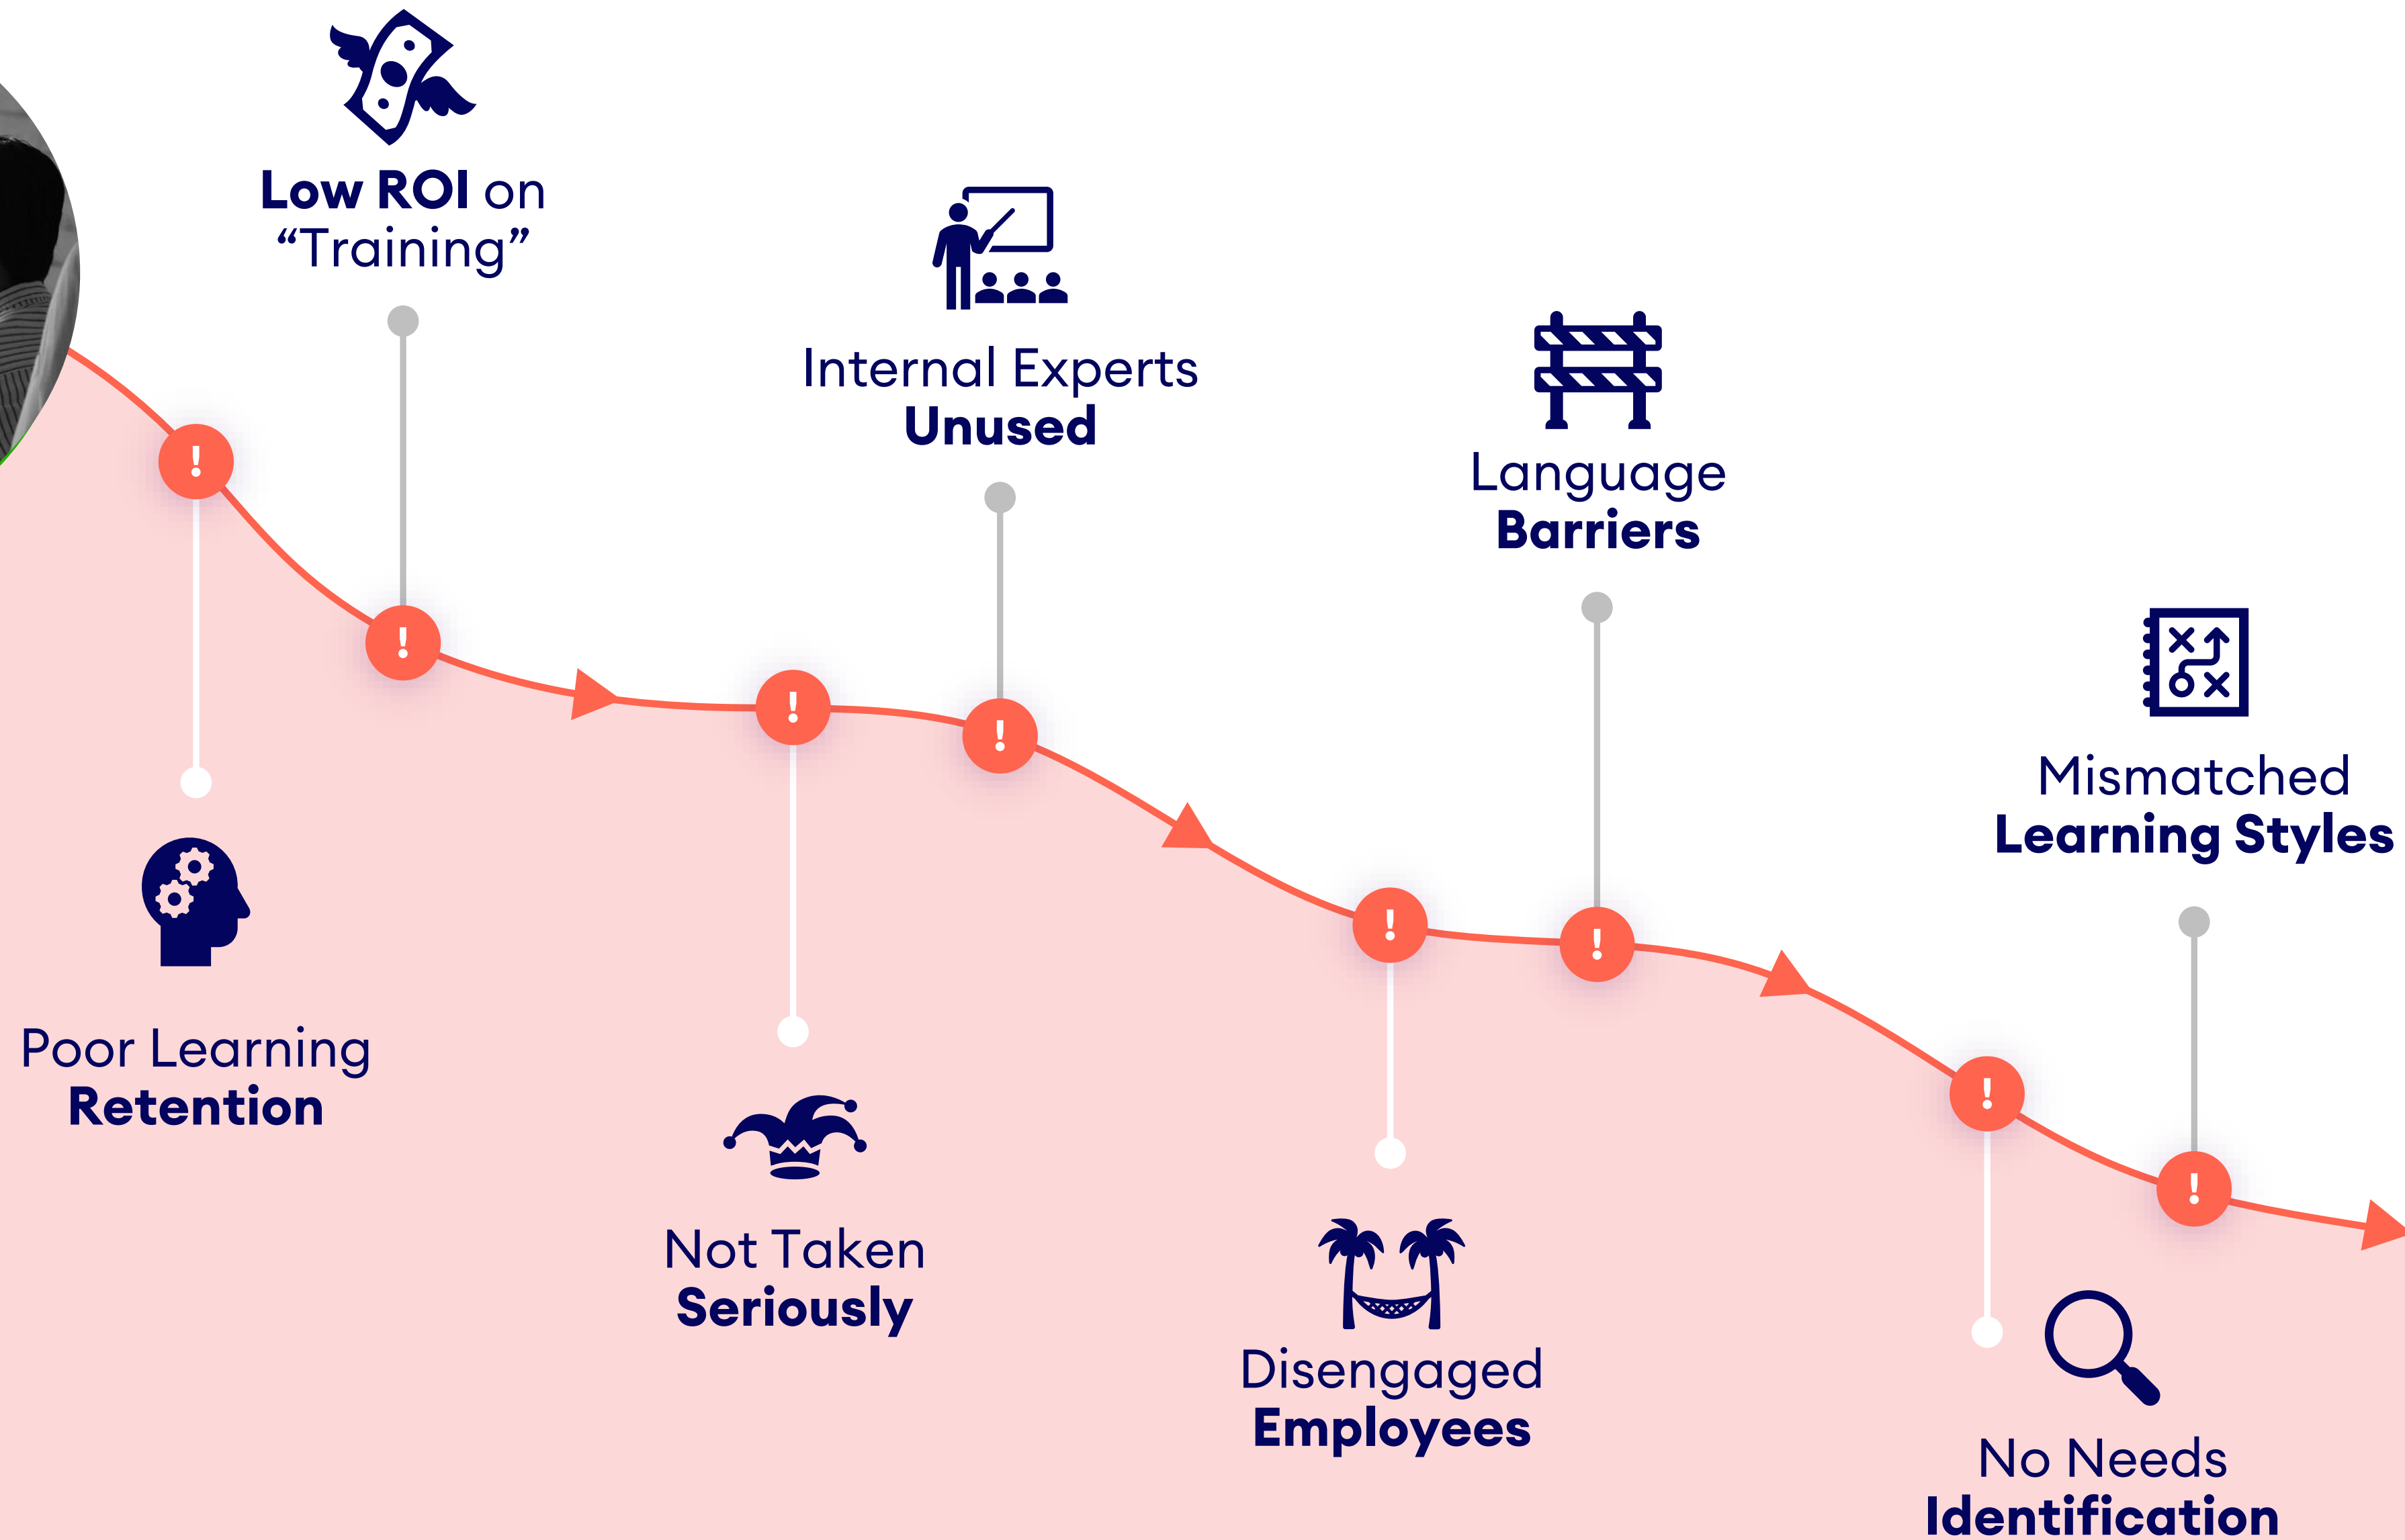 Low ROI on
“Training”
Internal Experts
Unused
Language
Barriers
Mismatched
Learning Styles
Poor Learning
Retention
Not Taken
Seriously
Disengaged
Employees
No Needs
Identification